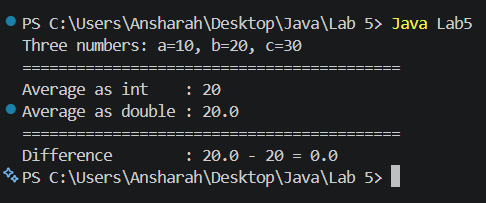 PS C:\Users\Ansharah\Desktop\Java\Lab 5> Java Lab5
Three numbers: a=10, b=20, c=30
=========================================
Average as int    : 20
Average as double : 20.0
=========================================
Difference        : 20.0 - 20 = 0.0
PS C:\Users\Ansharah\Desktop\Java\Lab 5>